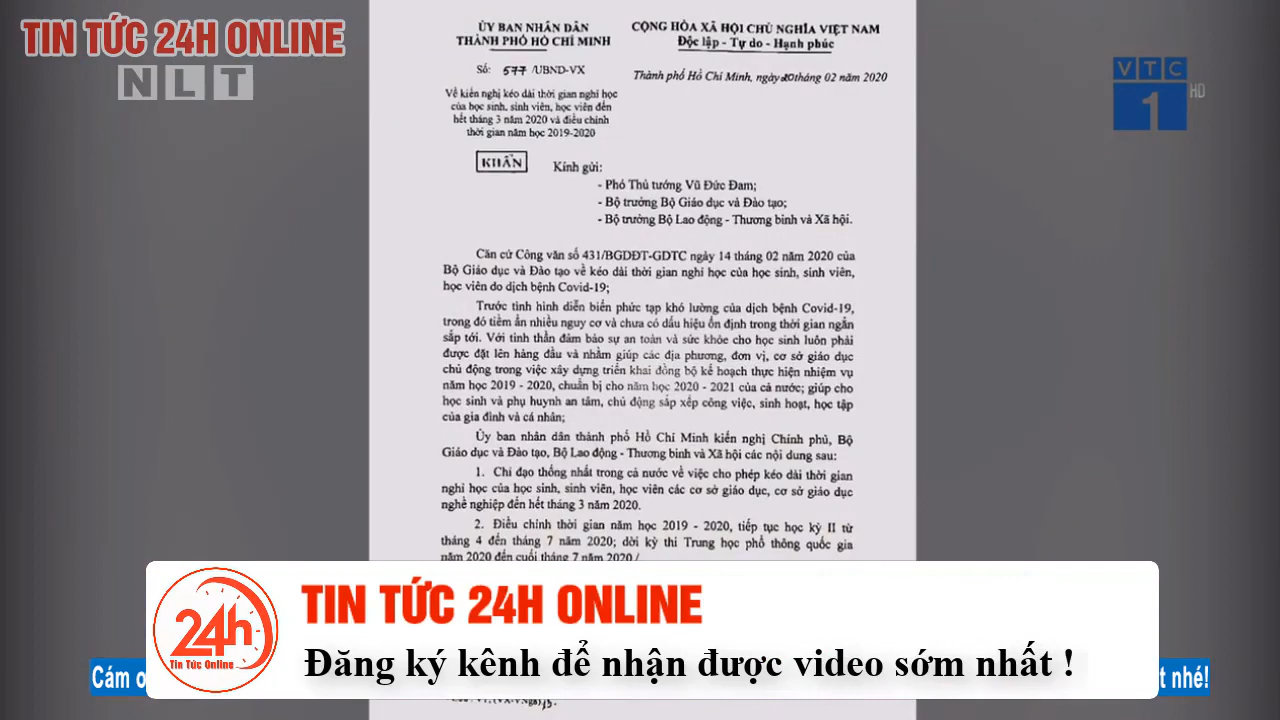 TIN TỨC 24H ONLINE
NLT
VTC
1
HD
ỦY BAN NHÂN DÂN
THÀNH PHỐ HỒ CHÍ MINH
CỘNG HÒA XÃ HỘI CHỦ NGHĨA VIỆT NAM
Độc lập - Tự do - Hạnh phúc
Số: 577 /UBND-VX
Thành phố Hồ Chí Minh, ngày 20 tháng 02 năm 2020
Về kiến nghị kéo dài thời gian nghỉ học
của học sinh, sinh viên, học viên đến
hết tháng 3 năm 2020 và điều chỉnh
thời gian năm học 2019-2020
KHẨN
Kính gửi:
- Phó Thủ tướng Vũ Đức Đam;
- Bộ trưởng Bộ Giáo dục và Đào tạo;
- Bộ trưởng Bộ Lao động - Thương binh và Xã hội.
Căn cứ Công văn số 431/BGDĐT-GDTC ngày 14 tháng 02 năm 2020 của
Bộ Giáo dục và Đào tạo về kéo dài thời gian nghỉ học của học sinh, sinh viên,
học viên do dịch bệnh Covid-19;
Trước tình hình diễn biến phức tạp khó lường của dịch bệnh Covid-19,
trong đó tiềm ẩn nhiều nguy cơ và chưa có dấu hiệu ổn định trong thời gian ngắn
sắp tới. Với tinh thần đảm bảo sự an toàn và sức khỏe cho học sinh luôn phải
được đặt lên hàng đầu và nhằm giúp các địa phương, đơn vị, cơ sở giáo dục
chủ động trong việc xây dựng triển khai đồng bộ kế hoạch thực hiện nhiệm vụ
năm học 2019 - 2020, chuẩn bị cho năm học 2020 - 2021 của cả nước; giúp cho
học sinh và phụ huynh an tâm, chủ động sắp xếp công việc, sinh hoạt, học tập
của gia đình và cá nhân;
Ủy ban nhân dân thành phố Hồ Chí Minh kiến nghị Chính phủ, Bộ
Giáo dục và Đào tạo, Bộ Lao động - Thương binh và Xã hội các nội dung sau:
1. Chỉ đạo thống nhất trong cả nước về việc cho phép kéo dài thời gian
nghỉ học của học sinh, sinh viên, học viên các cơ sở giáo dục, cơ sở giáo dục
nghề nghiệp đến hết tháng 3 năm 2020.
2. Điều chỉnh thời gian năm học 2019 - 2020, tiếp tục học kỳ II từ
tháng 4 đến tháng 7 năm 2020; dời kỳ thi Trung học phổ thông quốc gia
năm 2020 đến cuối tháng 7 năm 2020./.
24h
Tin Tức Online
TIN TỨC 24H ONLINE
Đăng ký kênh để nhận được video sớm nhất !
Cám
nhé!